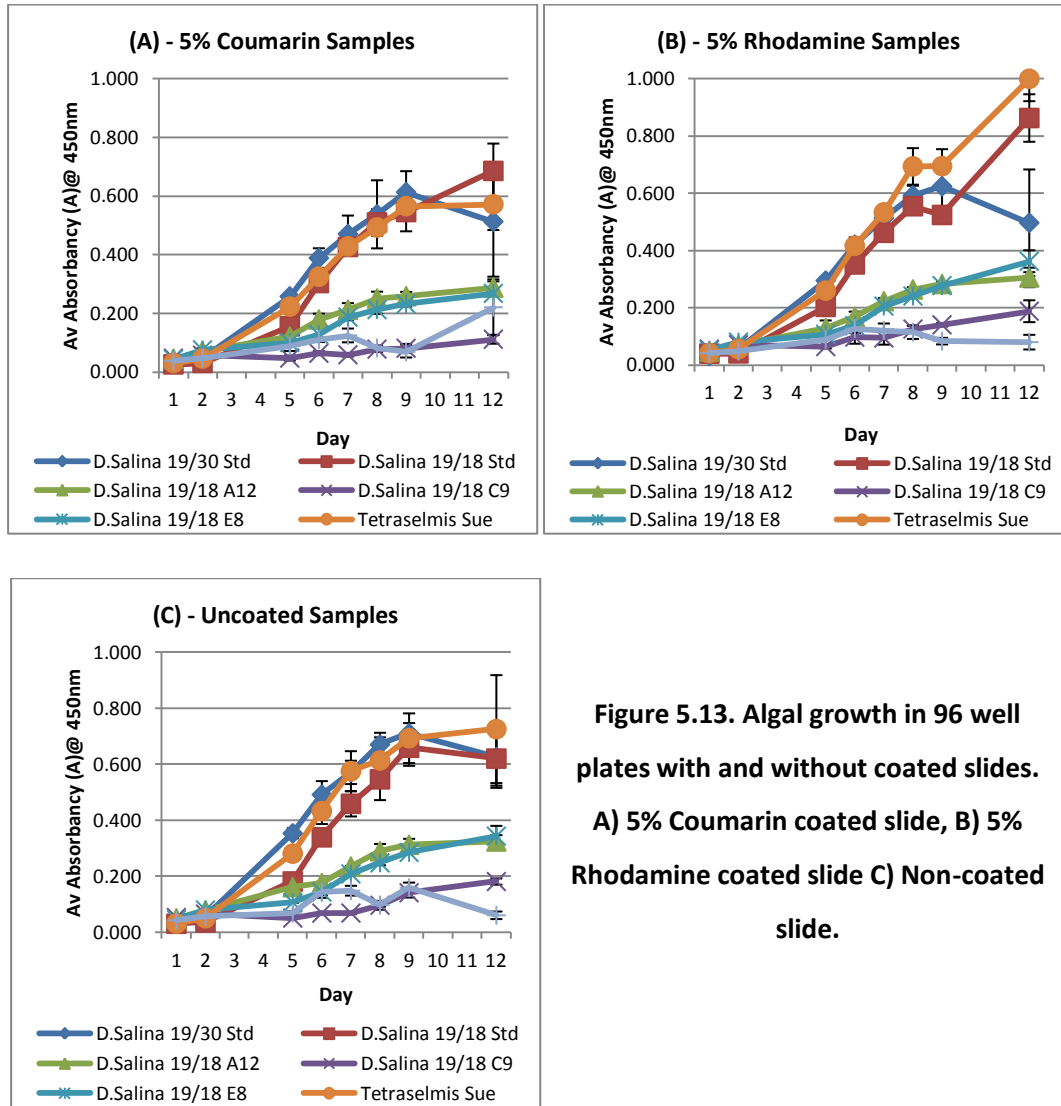 (A) - 5% Coumarin Samples
Av Absorbancy (A)@ 450nm
1.000
0.800
0.600
0.400
0.200
0.000
1 2 3 4 5 6 7 8 9 10 11 12
Day
D.Salina 19/30 Std D.Salina 19/18 Std
D.Salina 19/18 A12 D.Salina 19/18 C9
D.Salina 19/18 E8 Tetraselmis Sue
(B) - 5% Rhodamine Samples
Av Absorbancy (A)@ 450nm
1.000
0.800
0.600
0.400
0.200
0.000
1 2 3 4 5 6 7 8 9 10 11 12
Day
D.Salina 19/30 Std D.Salina 19/18 Std
D.Salina 19/18 A12 D.Salina 19/18 C9
D.Salina 19/18 E8 Tetraselmis Sue
(C) - Uncoated Samples
Av Absorbancy (A)@ 450nm
1.000
0.800
0.600
0.400
0.200
0.000
1 2 3 4 5 6 7 8 9 10 11 12
Day
D.Salina 19/30 Std D.Salina 19/18 Std
D.Salina 19/18 A12 D.Salina 19/18 C9
D.Salina 19/18 E8 Tetraselmis Sue
Figure 5.13. Algal growth in 96 well
plates with and without coated slides.
A) 5% Coumarin coated slide, B) 5%
Rhodamine coated slide C) Non-coated
slide.